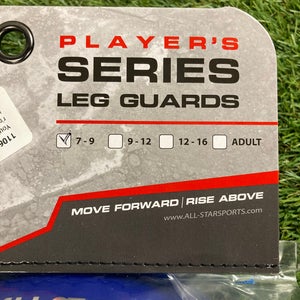 PLAYER'S
SERIES
LEG GUARDS
7 - 9 9 - 12 12 - 16 ADULT
MOVE FORWARD | RISE ABOVE
WWW.ALL-STARSPORTS.COM